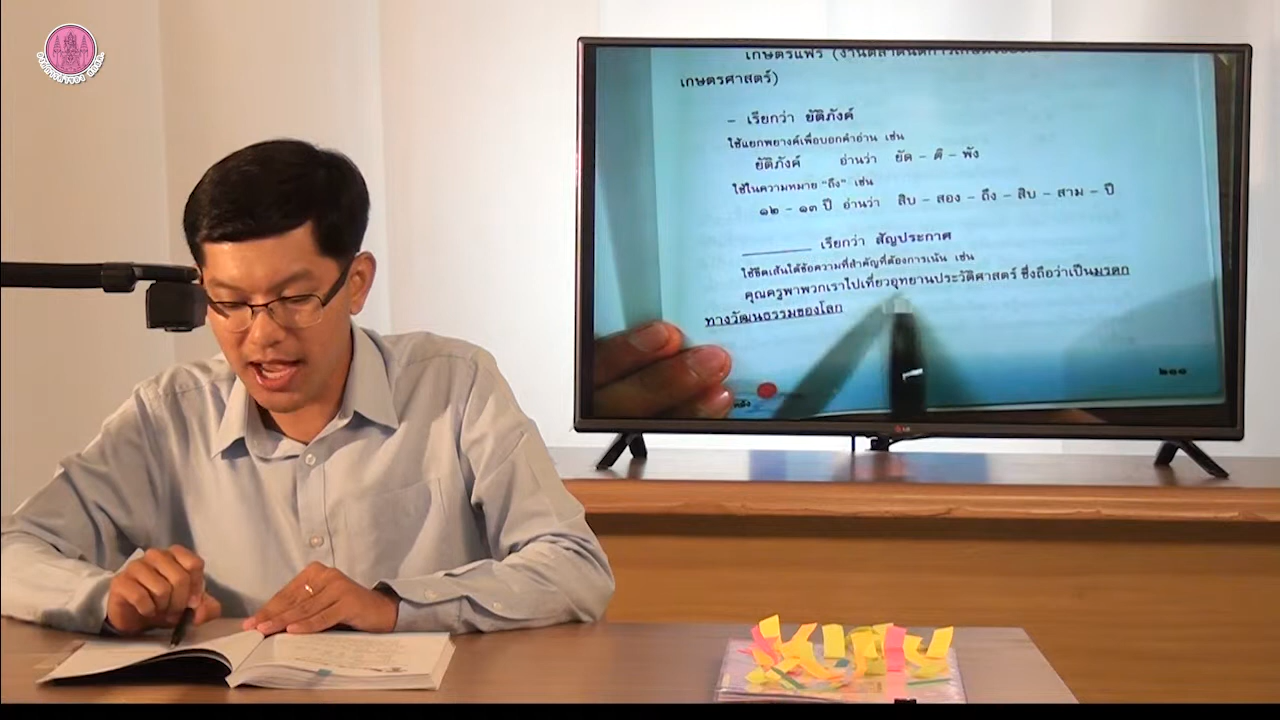 เกษตรแฟร์
เกษตรศาสตร์)
– เรียกว่า ยัติภังค์
ใช้แยกพยางค์เพื่อบอกคำอ่าน เช่น
ยัติภังค์ อ่านว่า ยัด – ติ – พัง
ใช้ในความหมาย "ถึง" เช่น
๑๒ – ๑๓ ปี อ่านว่า สิบ – สอง – ถึง – สิบ – สาม – ปี
______ เรียกว่า สัญประกาศ
ใช้ขีดเส้นใต้ข้อความที่สำคัญที่ต้องการเน้น เช่น
คุณครูพาพวกเราไปเที่ยวอุทยานประวัติศาสตร์ ซึ่งถือว่าเป็นมรดก
ทางวัฒนธรรมของโลก
๒๑๑
LG